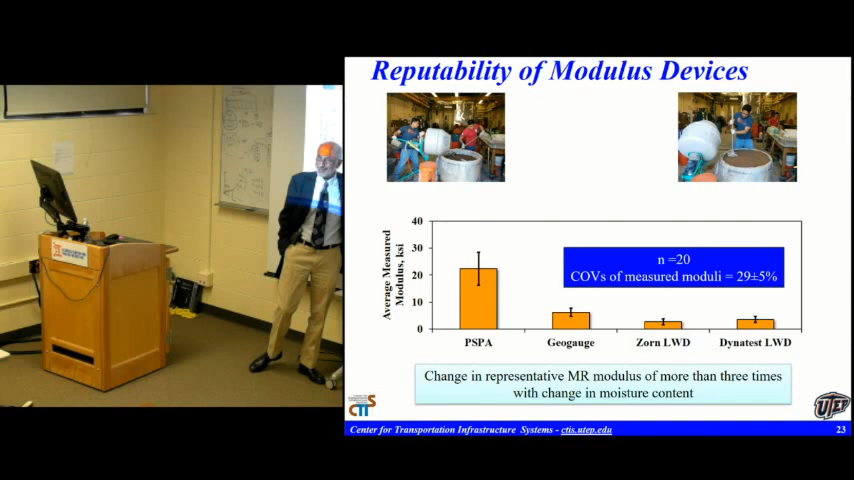 Reputability of Modulus Devices
Average Measured
Modulus, ksi
40
30
20
10
0
n =20
COVs of measured moduli = 29±5%
PSPA
Geogauge
Zorn LWD
Dynatest LWD
Change in representative MR modulus of more than three times
with change in moisture content
CTIS
UTEP
Center for Transportation Infrastructure Systems - ctis.utep.edu
23